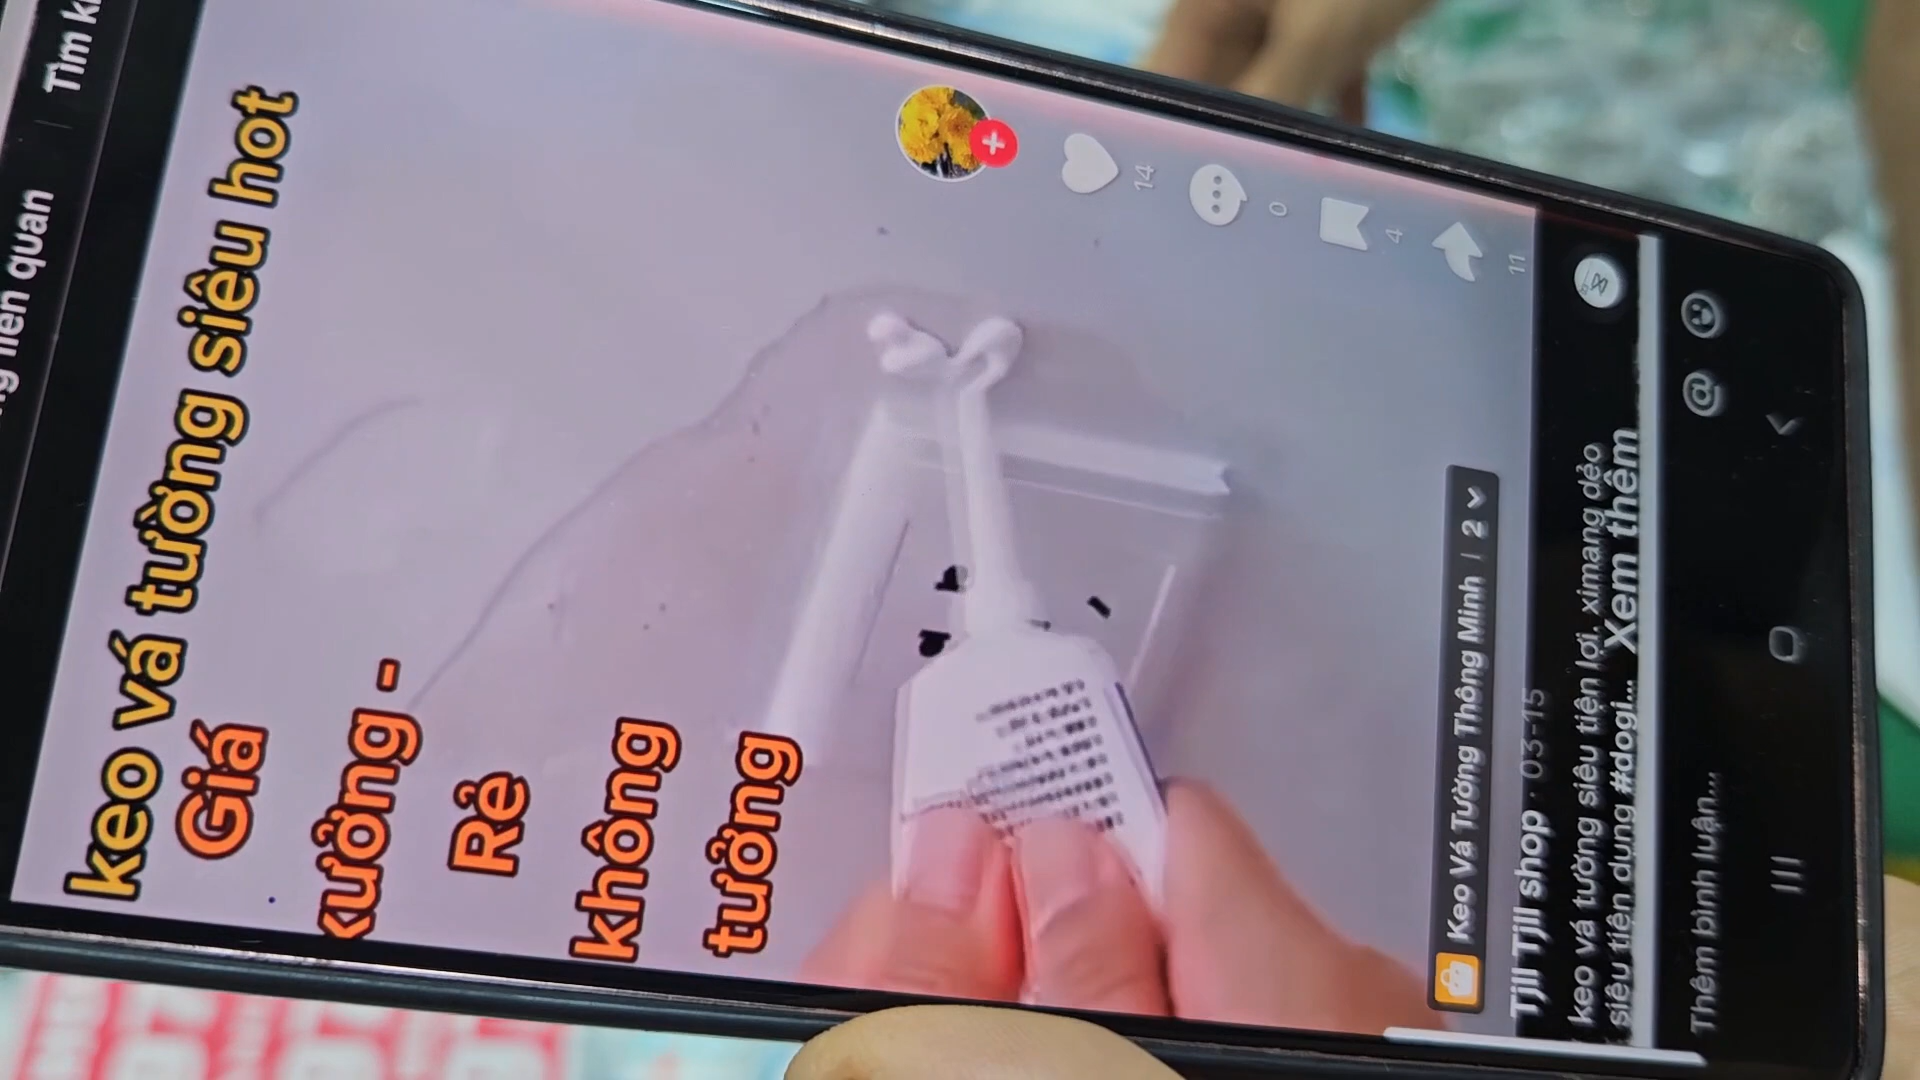 quan | Tìm
keo vá tường siêu hot
Giá
xưởng -
Rẻ
không
tưởng
14
0
4
11
Keo Vá Tường Thông Minh | 2
Tjll Tjll shop · 03-15
keo vá tường siêu tiện lợi, ximang dẻo
siêu tiện dụng #dogi... Xem thêm
Thêm bình luận...
@